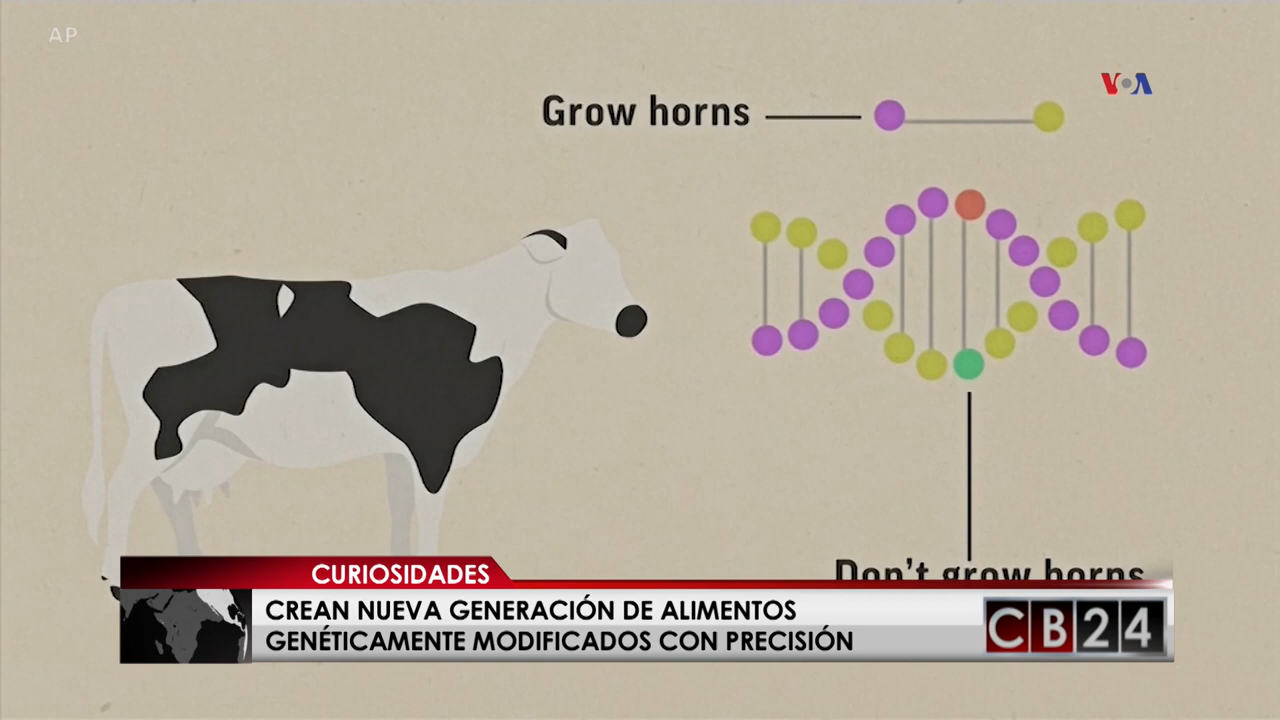 AP
VOA
Grow horns
Don't grow horns
CURIOSIDADES
CREAN NUEVA GENERACIÓN DE ALIMENTOS
GENÉTICAMENTE MODIFICADOS CON PRECISIÓN
CB24